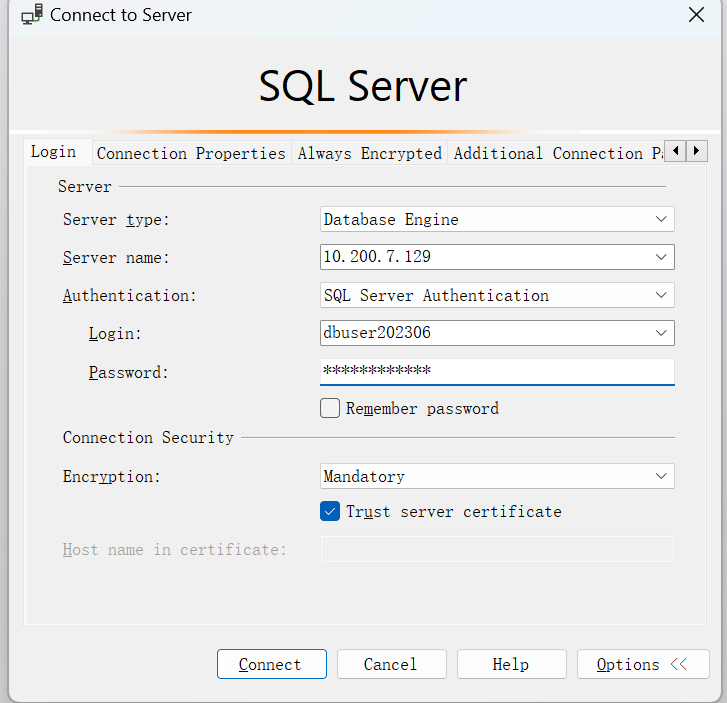 Connect to Server
SQL Server
Login Connection Properties Always Encrypted Additional Connection
Server
Server type: Database Engine
Server name: 10.200.7.129
Authentication: SQL Server Authentication
Login: dbuser202306
Password: ************
Remember password
Connection Security
Encryption: Mandatory
Trust server certificate
Host name in certificate:
Connect Cancel Help Options <<